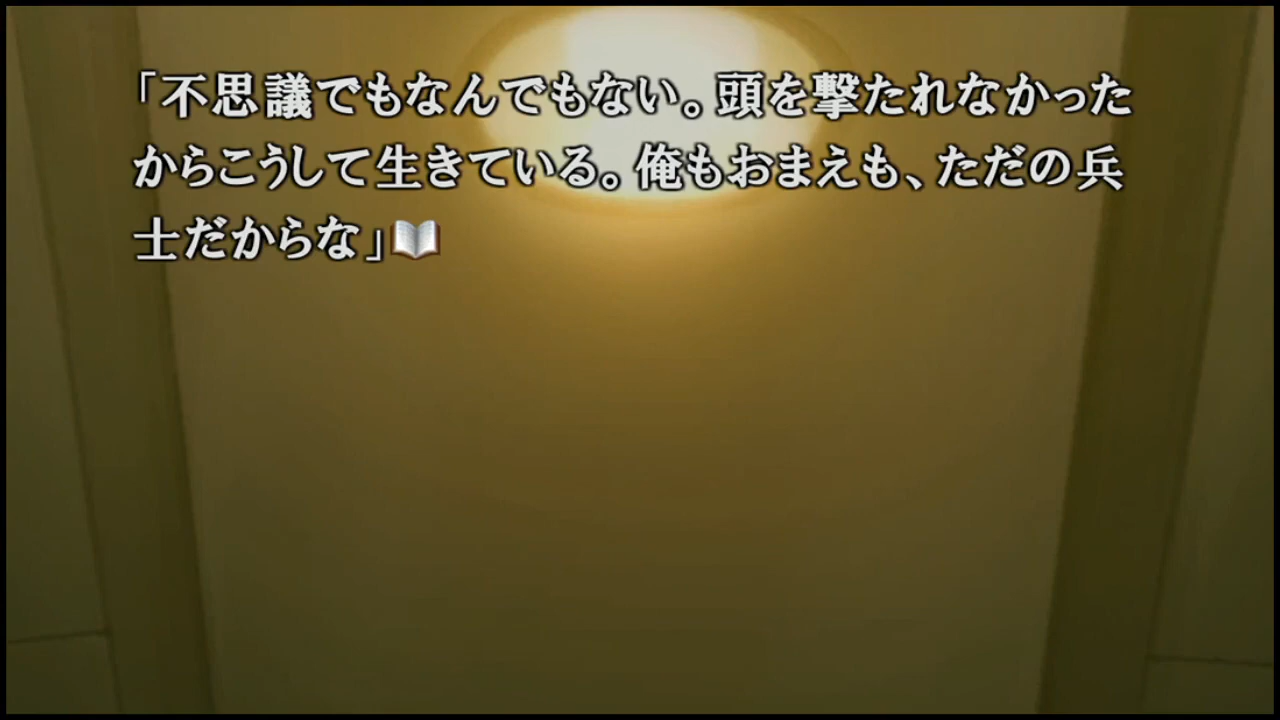 「不思議でもなんでもない。頭を撃たれなかった
からこうして生きている。俺もおまえも、ただの兵
士だからな」